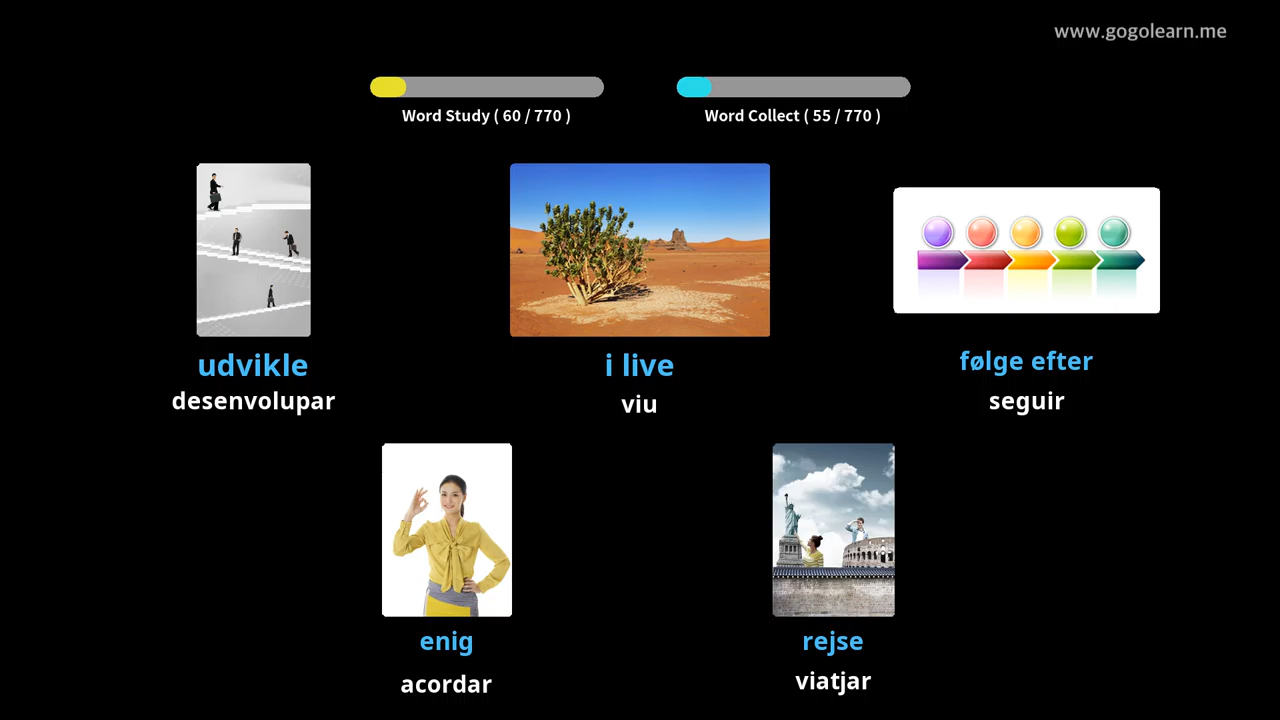 www.gogolearn.me
Word Study ( 60 / 770 )
Word Collect ( 55 / 770 )
udvikle
desenvolupar
i live
viu
følge efter
seguir
enig
acordar
rejse
viatjar